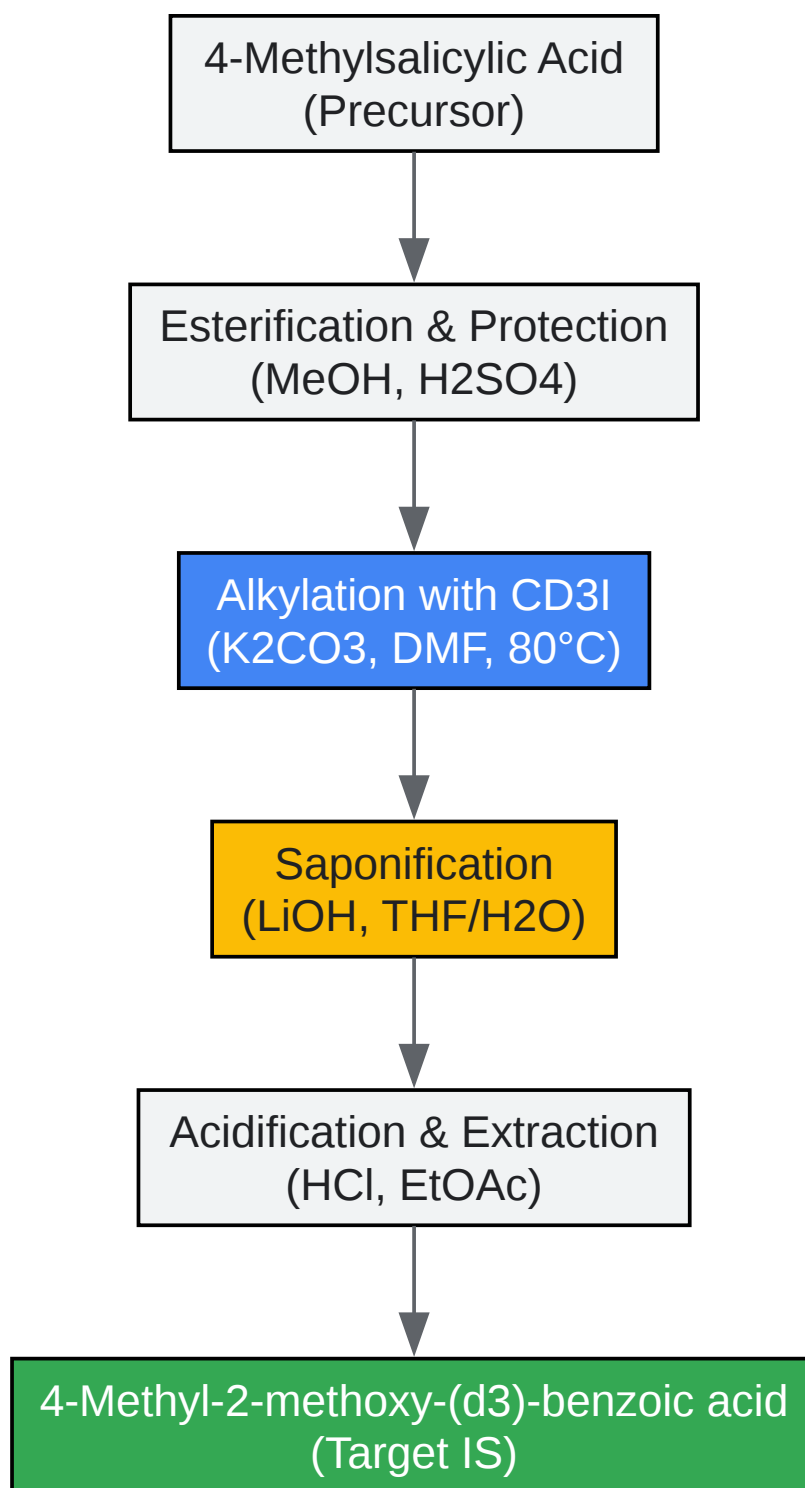 4-Methylsalicylic Acid
(Precursor)
Esterification & Protection
(MeOH, H2SO4)
Alkylation with CD3I
(K2CO3, DMF, 80°C)
Saponification
(LiOH, THF/H2O)
Acidification & Extraction
(HCl, EtOAc)
4-Methyl-2-methoxy-(d3)-benzoic acid
(Target IS)